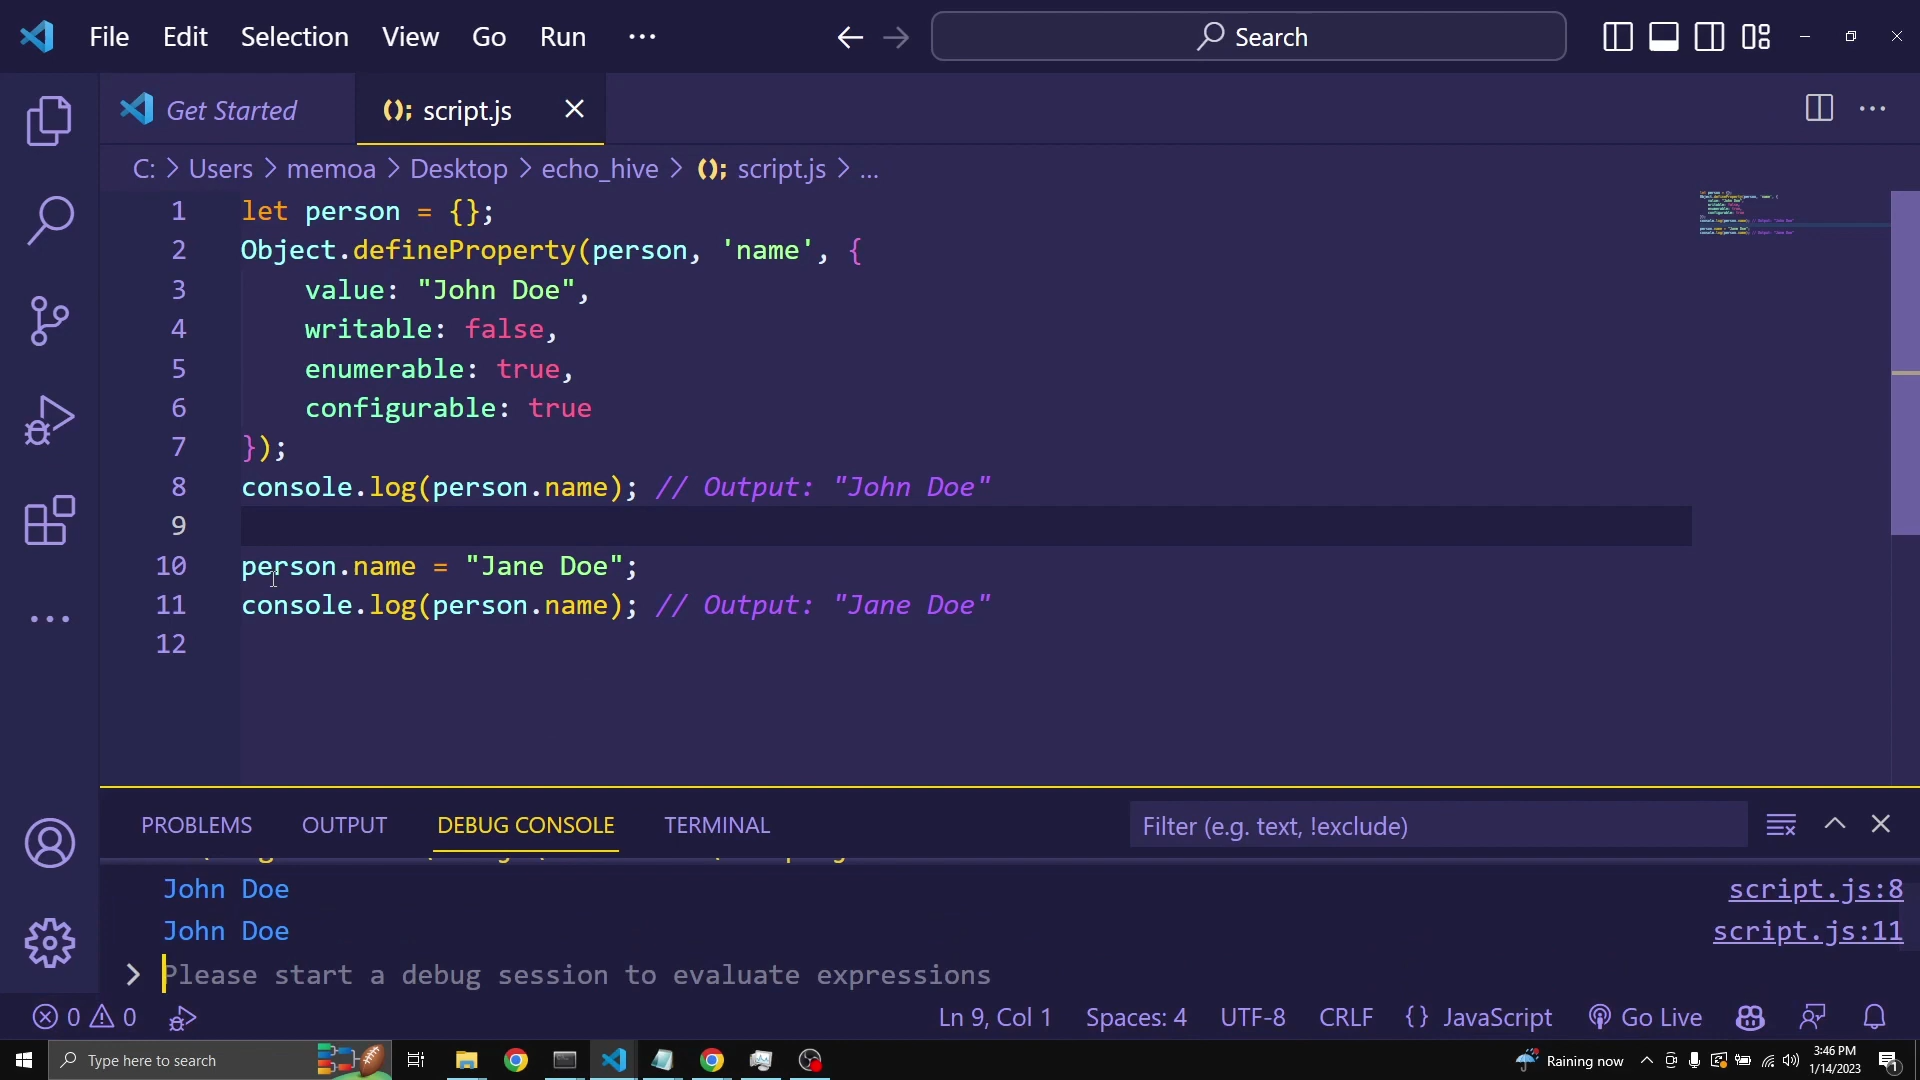 File Edit Selection View Go Run ··· Search
Get Started script.js
C: > Users > memoa > Desktop > echo_hive > script.js > ...
1 let person = {};
2 Object.defineProperty(person, 'name', {
3 value: "John Doe",
4 writable: false,
5 enumerable: true,
6 configurable: true
7 });
8 console.log(person.name); // Output: "John Doe"
9
10 person.name = "Jane Doe";
11 console.log(person.name); // Output: "Jane Doe"
12
PROBLEMS OUTPUT DEBUG CONSOLE TERMINAL Filter (e.g. text, !exclude)
John Doe script.js:8
John Doe script.js:11
> Please start a debug session to evaluate expressions
0 0 Ln 9, Col 1 Spaces: 4 UTF-8 CRLF {} JavaScript Go Live
Type here to search Raining now 3:46 PM
1/14/2023 1